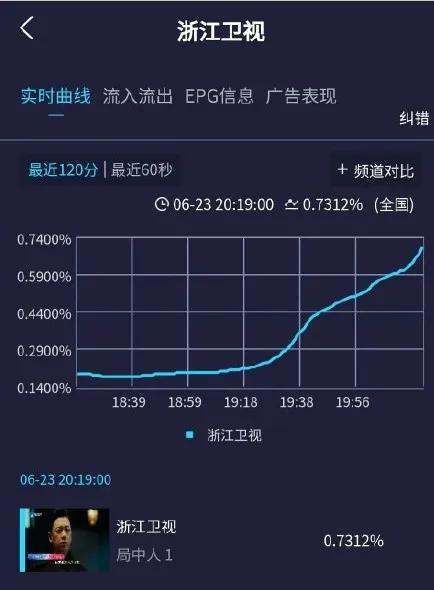 浙江卫视
实时曲线 流入流出 EPG信息 广告表现
纠错
最近120分 | 最近60秒
+ 频道对比
06-23 20:19:00 0.7312% (全国)
0.7400%
0.5900%
0.4400%
0.2900%
0.1400%
18:39 18:59 19:18 19:38 19:56
浙江卫视
06-23 20:19:00
浙江卫视
局中人 1
0.7312%